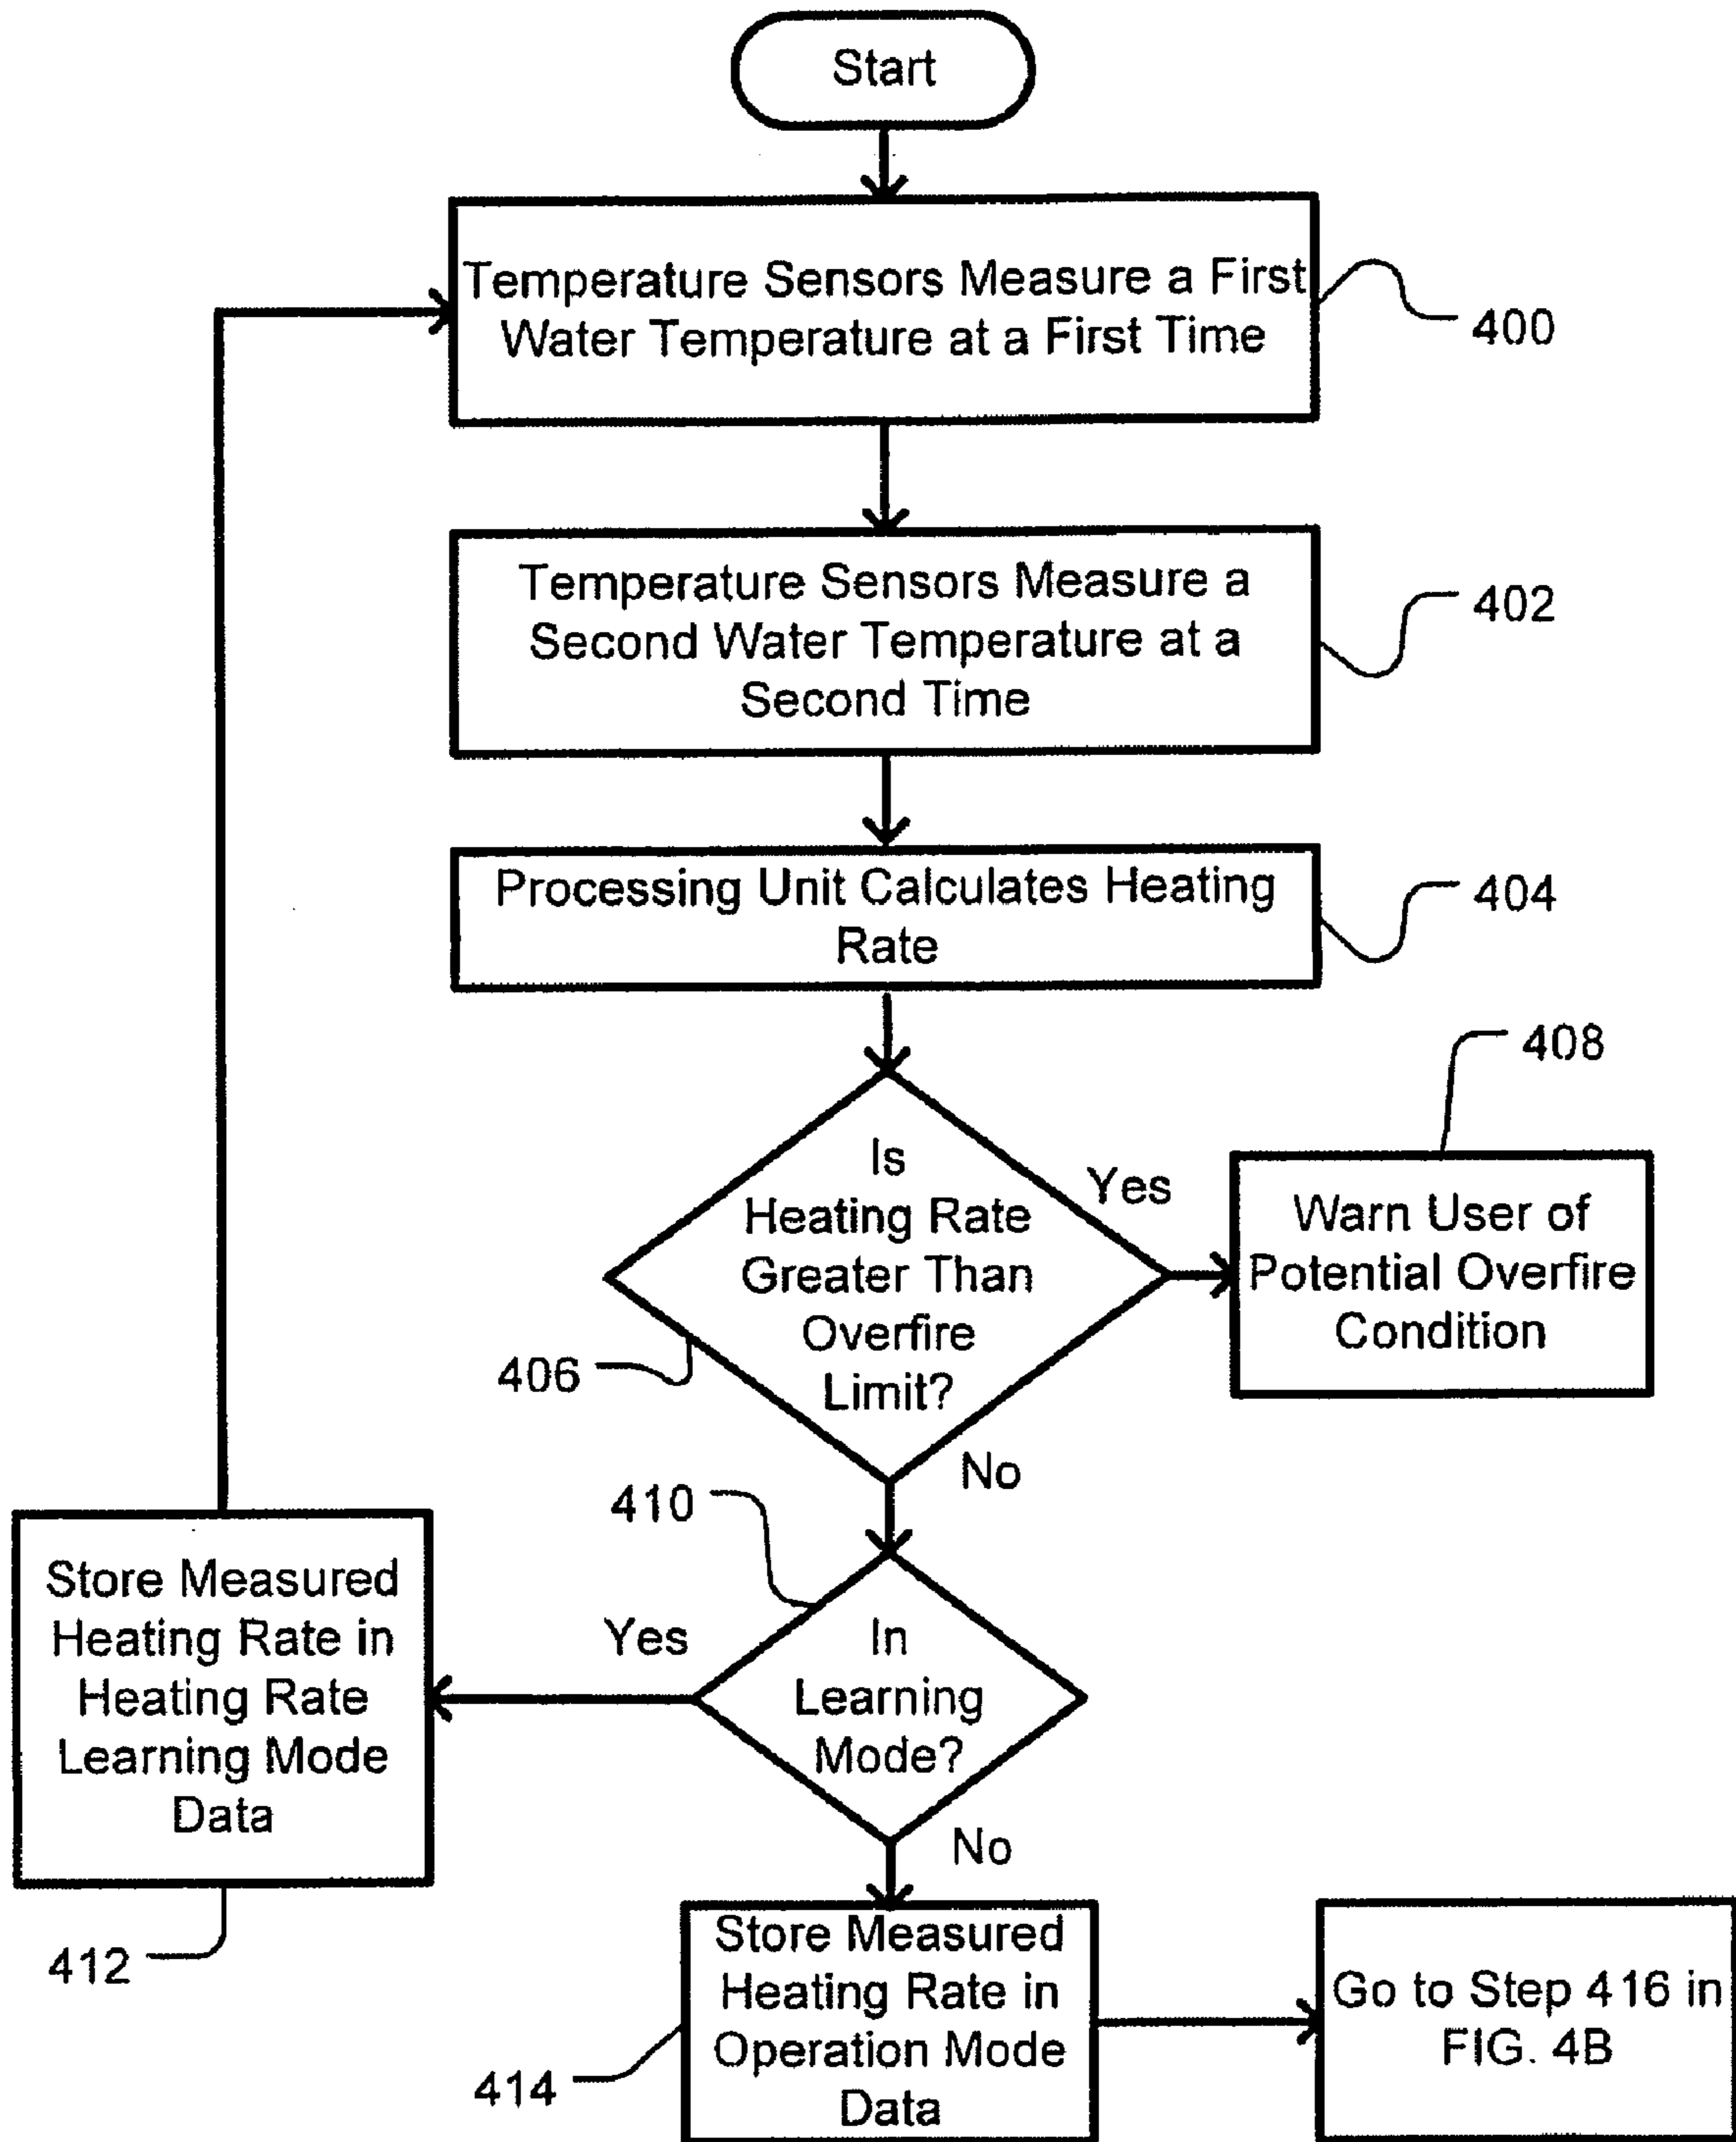 Start
Temperature Sensors Measure a First
Water Temperature at a First Time
400
Temperature Sensors Measure a
Second Water Temperature at a
Second Time
402
Processing Unit Calculates Heating
Rate
404
Is
Heating Rate
Greater Than
Overfire
Limit?
406
Yes
408
Warn User of
Potential Overfire
Condition
No
410
In
Learning
Mode?
Yes
Store Measured
Heating Rate in
Heating Rate
Learning Mode
Data
412
No
Store Measured
Heating Rate in
Operation Mode
Data
414
Go to Step 416 in
FIG. 4B